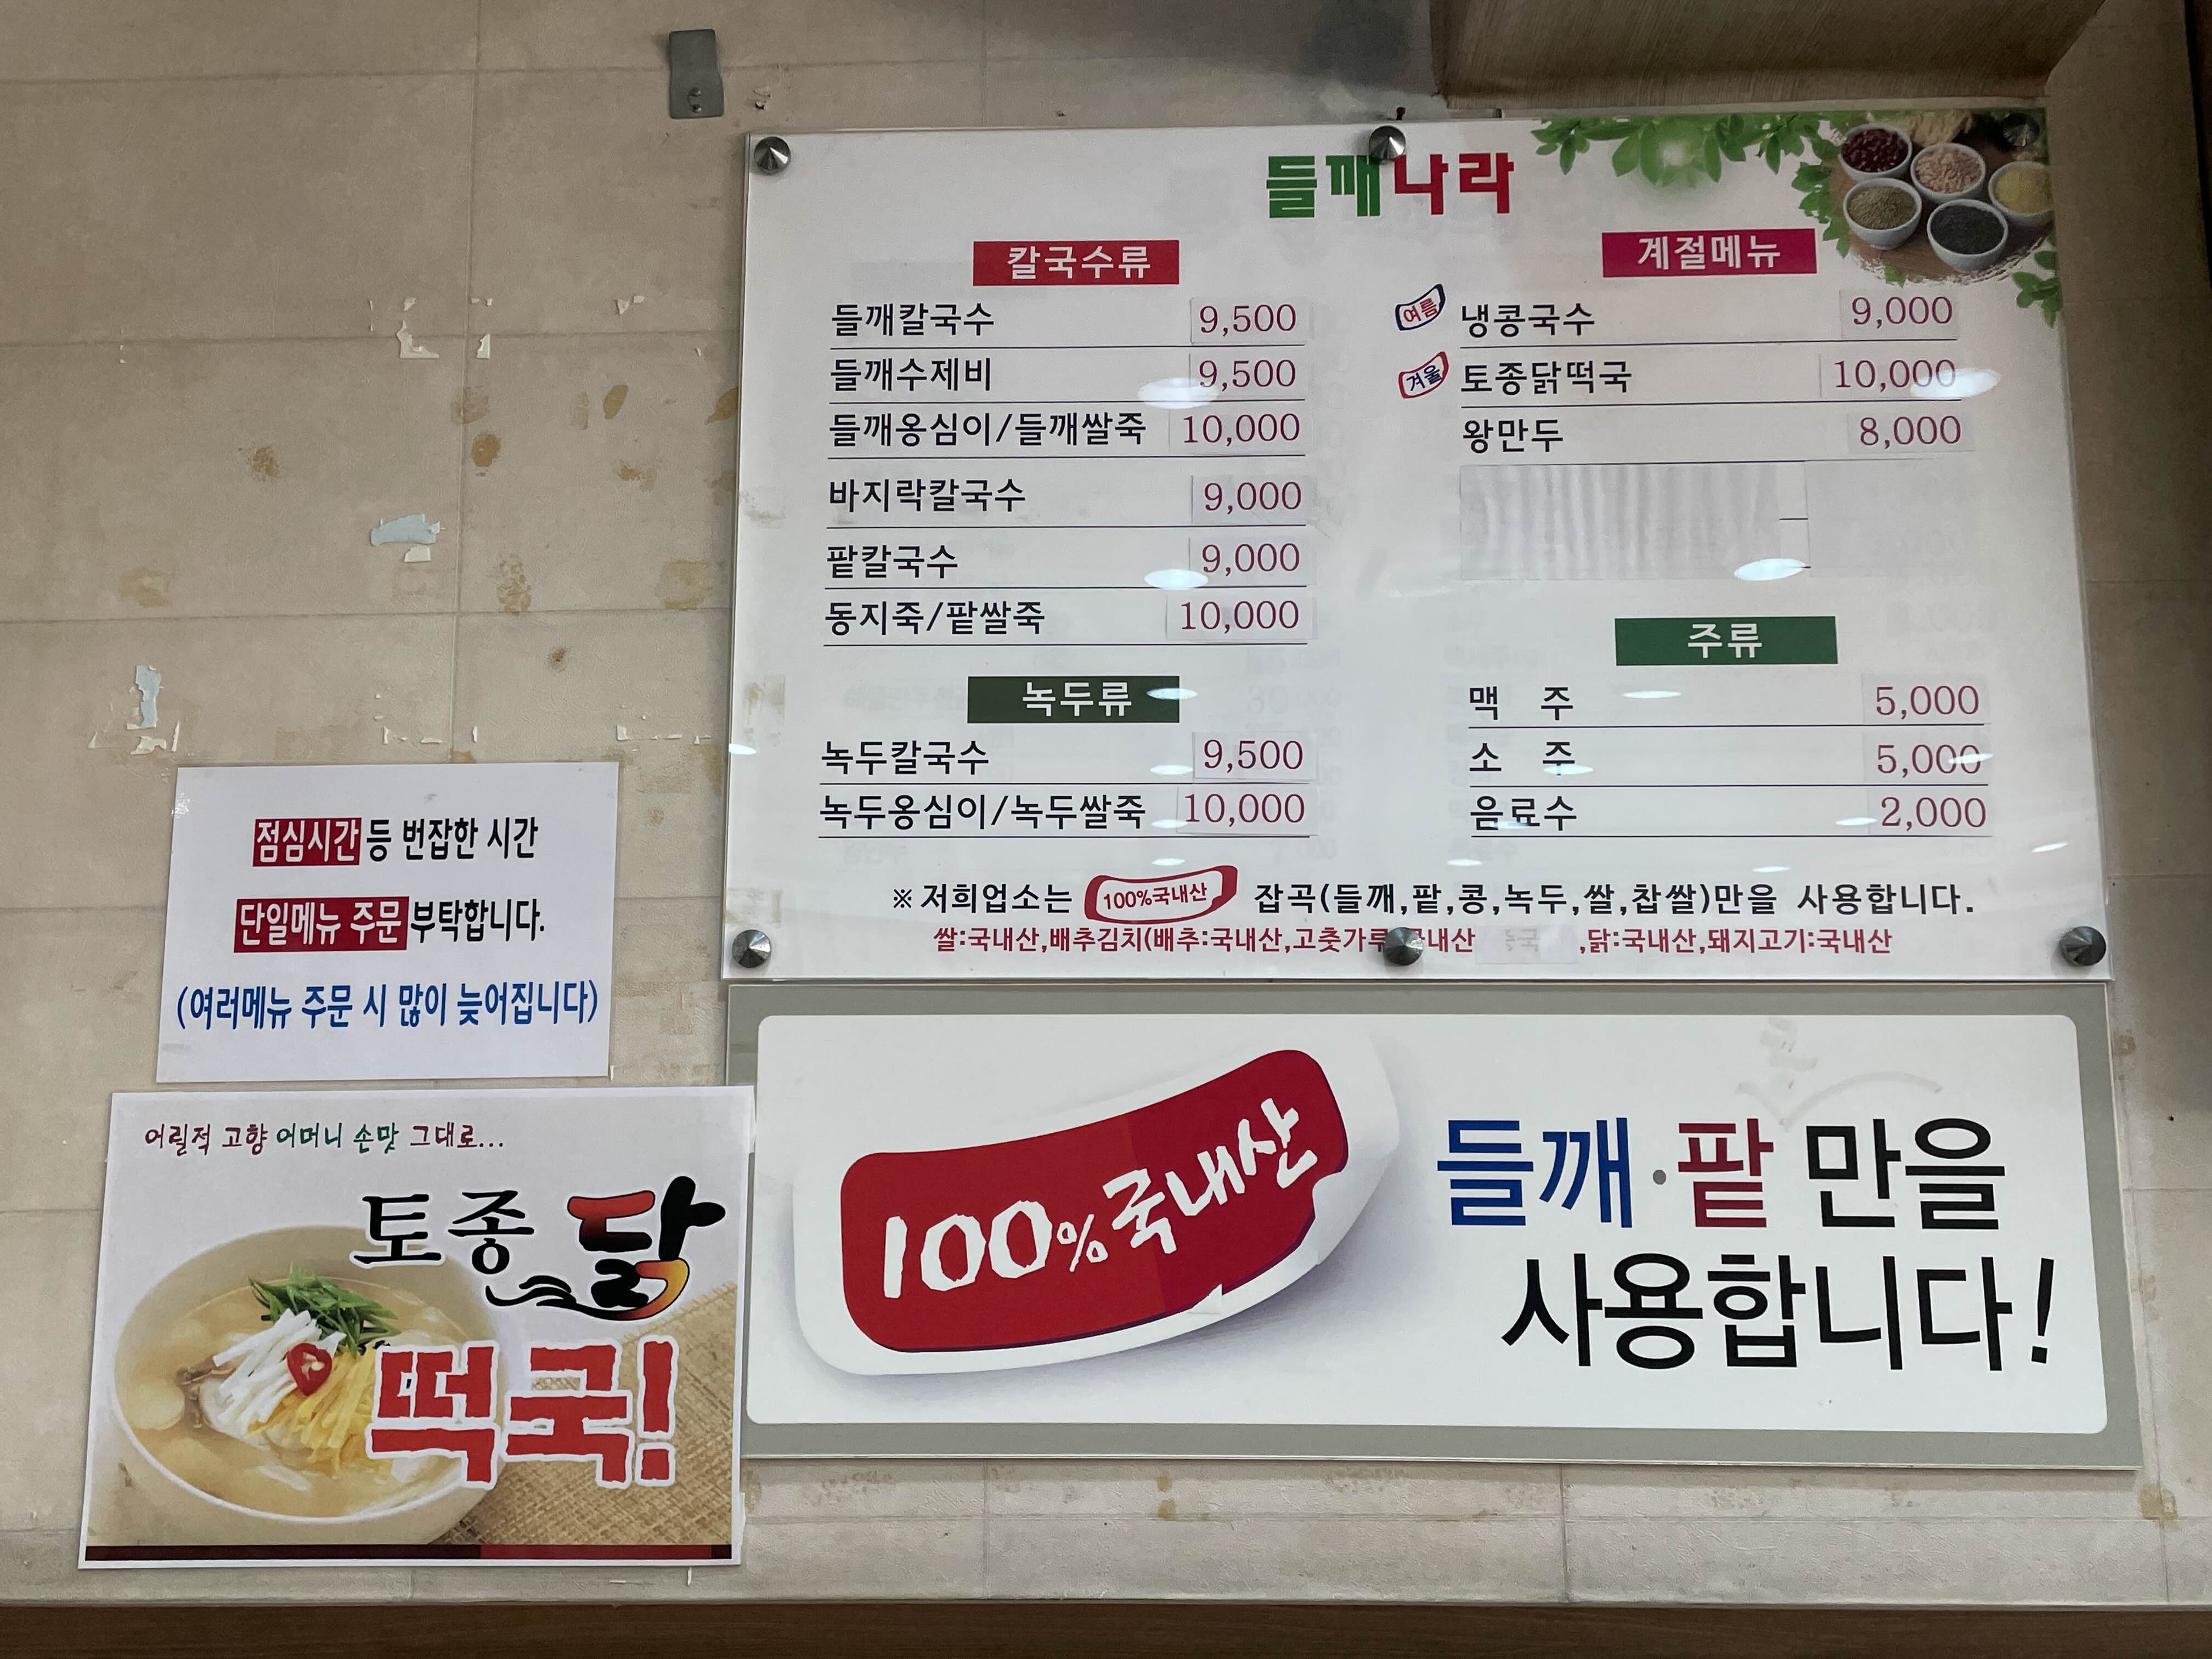 들깨나라
칼국수류
들깨칼국수 9,500
들깨수제비 9,500
들깨옹심이/들깨쌀죽 10,000
바지락칼국수 9,000
팥칼국수 9,000
동지죽/팥쌀죽 10,000
녹두류
녹두칼국수 9,500
녹두옹심이/녹두쌀죽 10,000
계절메뉴
여름 냉콩국수 9,000
겨울 토종닭떡국 10,000
왕만두 8,000
주류
맥 주 5,000
소 주 5,000
음료수 2,000
※ 저희업소는 100%국내산 잡곡(들깨,팥,콩,녹두,쌀,찹쌀)만을 사용합니다.
쌀:국내산,배추김치(배추:국내산,고춧가루 국내산 ,닭:국내산,돼지고기:국내산
점심시간 등 번잡한 시간
단일메뉴 주문 부탁합니다.
(여러메뉴 주문 시 많이 늦어집니다)
어릴적 고향 어머니 손맛 그대로...
토종닭
떡국!
100%국내산
들깨·팥 만을
사용합니다!